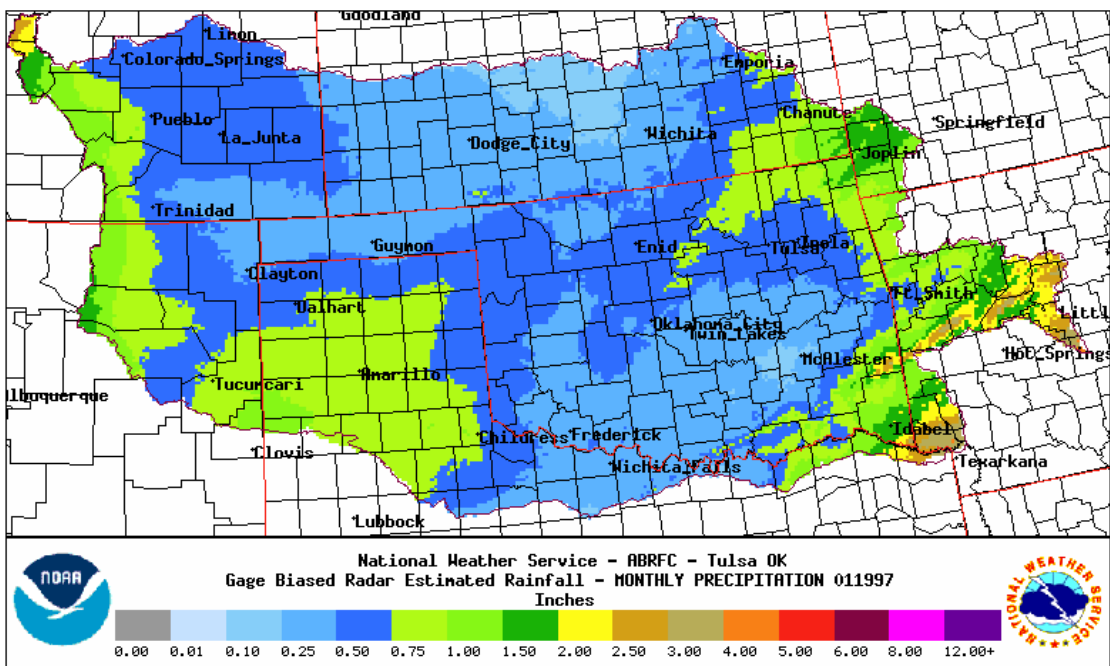 Goodland
Limon
Colorado_Springs
Emporia
Pueblo
Chanute
La_Junta
Wichita
Springfield
Dodge_City
Joplin
Trinidad
Guymon
Enid
Tulsa
Inola
Clayton
Dalhart
Ft_Smith
Oklahoma_City
Littl
Twin_Lakes
McAlester
Hot_Springs
Amarillo
Tucumcari
lbuquerque
Childress
Frederick
Idabel
Clovis
Wichita_Falls
Texarkana
Lubbock
National Weather Service - ABRFC - Tulsa OK
Gage Biased Radar Estimated Rainfall - MONTHLY PRECIPITATION 011997
Inches
NOAA
NATIONAL WEATHER SERVICE
0.00 0.01 0.10 0.25 0.50 0.75 1.00 1.50 2.00 2.50 3.00 4.00 5.00 6.00 8.00 12.00+